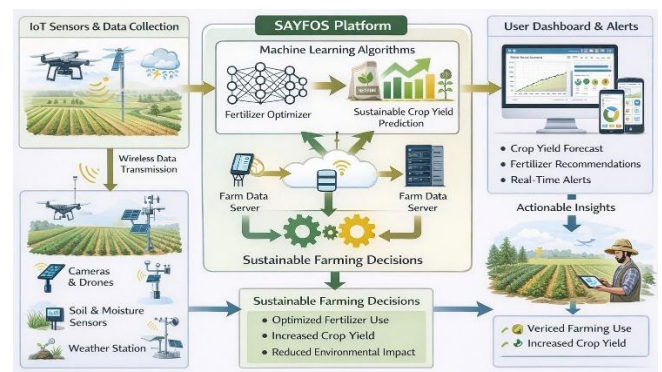 IoT Sensors & Data Collection
Wireless Data
Transmission
Cameras
& Drones
Soil & Moisture
Sensors
Weather Station
SAYFOS Platform
Machine Learning Algorithms
Fertilizer Optimizer
Sustainable Crop Yield
Prediction
Farm Data
Server
Farm Data
Server
Sustainable Farming Decisions
Sustainable Farming Decisions
• Optimized Fertilizer Use
• Increased Crop Yield
• Reduced Environmental Impact
User Dashboard & Alerts
• Crop Yield Forecast
• Fertilizer Recommendations
• Real-Time Alerts
Actionable Insights
Vericed Farming Use
Increased Crop Yield